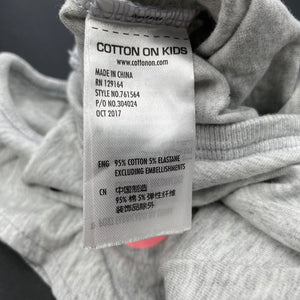 COTTON ON KIDS
www.cottonon.com
MADE IN CHINA
RN 129164
STYLE NO.761564
P/O NO.304024
OCT 2017
ENG 95% COTTON 5% ELASTANE
EXCLUDING EMBELLISHMENTS
CN 中国制造
95% 棉 5% 弹性纤维
装饰品除外